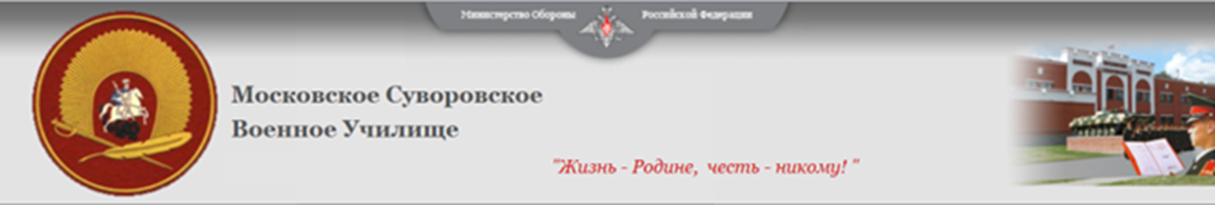 Министерство Обороны Российской Федерации
Московское Суворовское
Военное Училище
"Жизнь - Родине, честь - никому! "